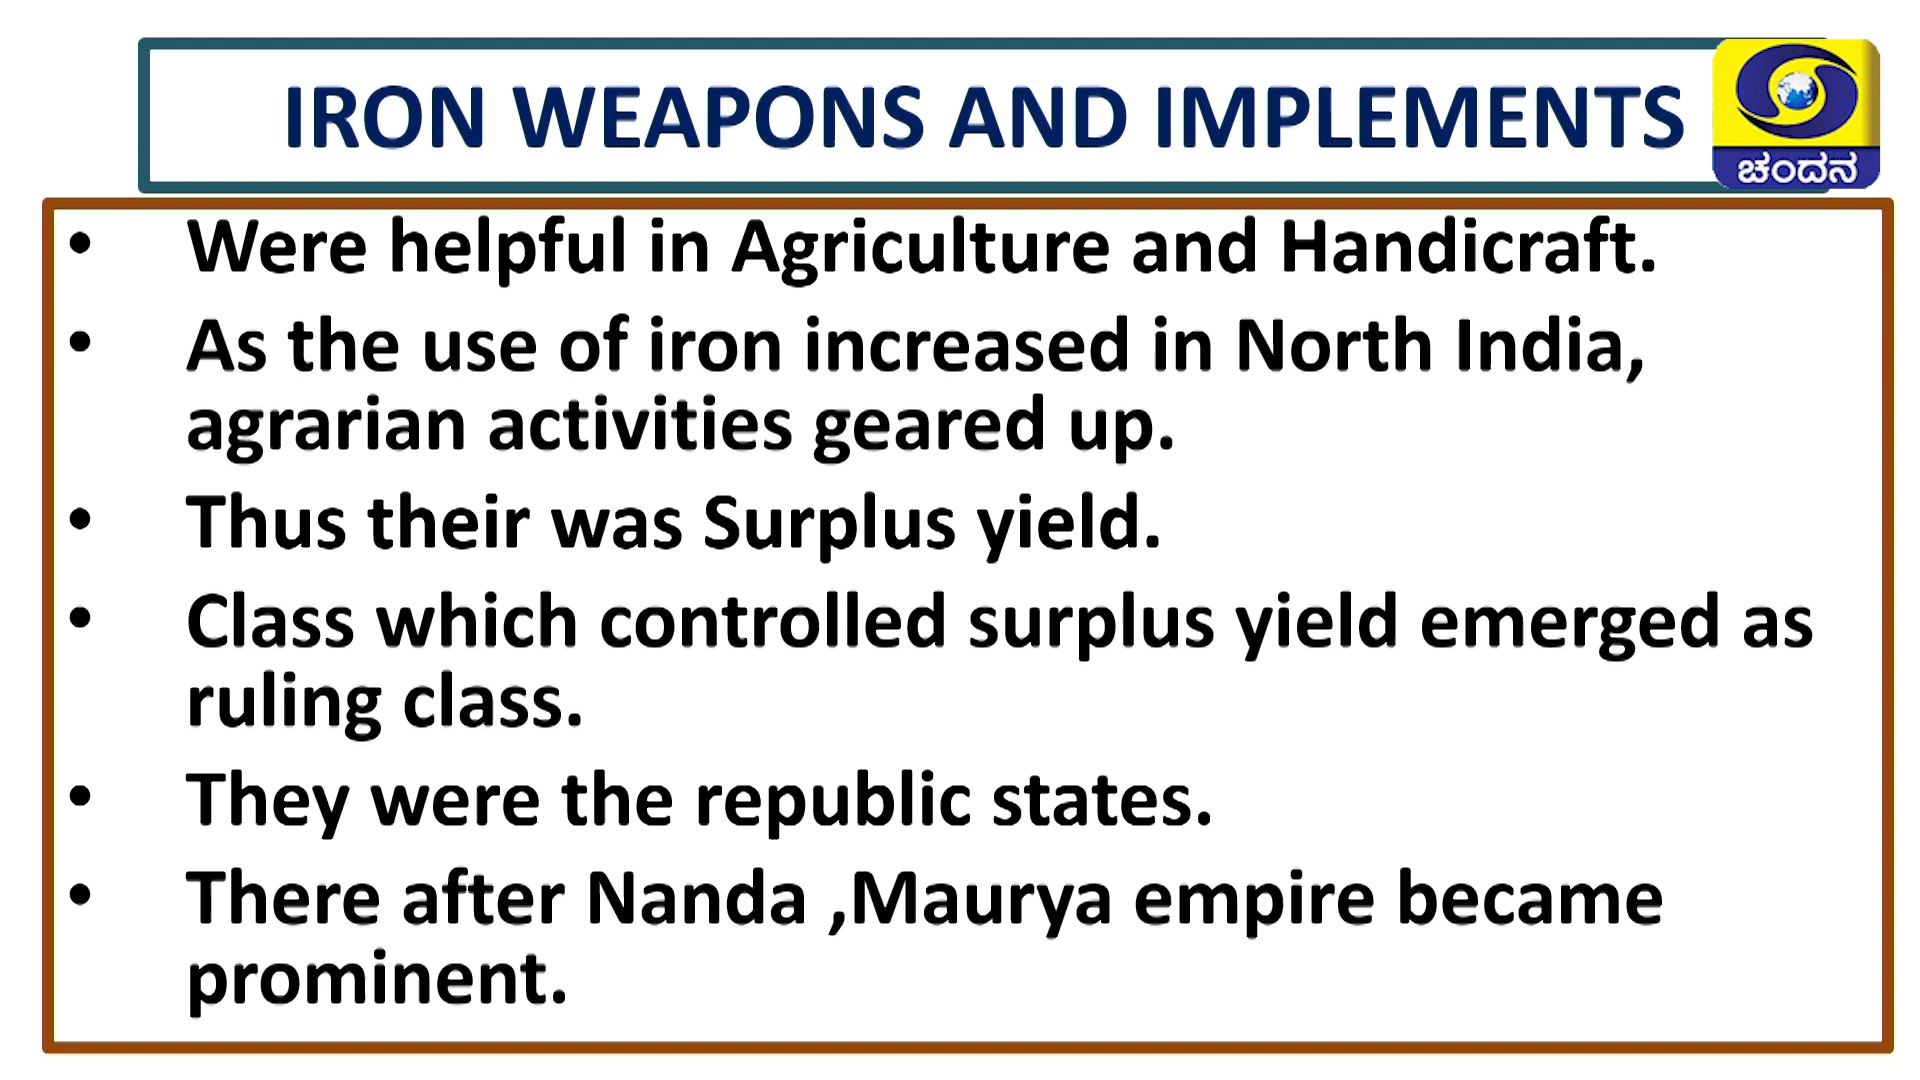 IRON WEAPONS AND IMPLEMENTS
ಚಂದನ
• Were helpful in Agriculture and Handicraft.
• As the use of iron increased in North India,
agrarian activities geared up.
• Thus their was Surplus yield.
• Class which controlled surplus yield emerged as
ruling class.
• They were the republic states.
• There after Nanda ,Maurya empire became
prominent.